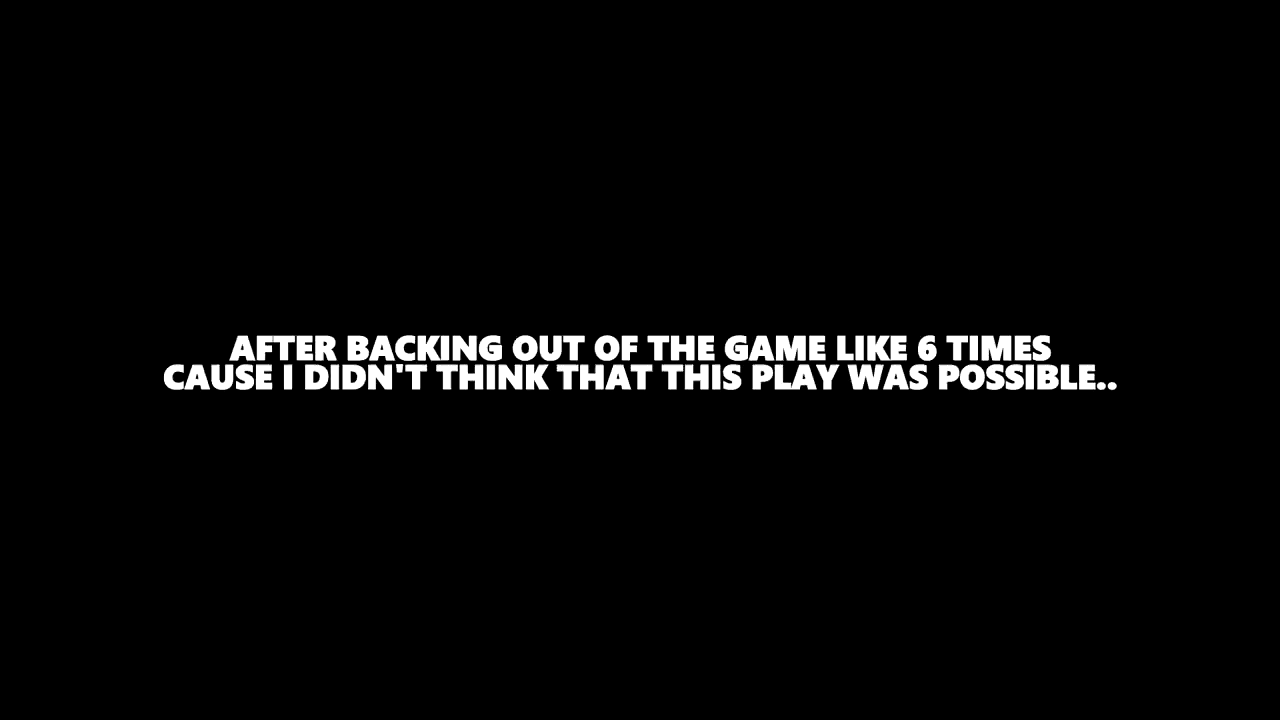 AFTER BACKING OUT OF THE GAME LIKE 6 TIMES
CAUSE I DIDN'T THINK THAT THIS PLAY WAS POSSIBLE..